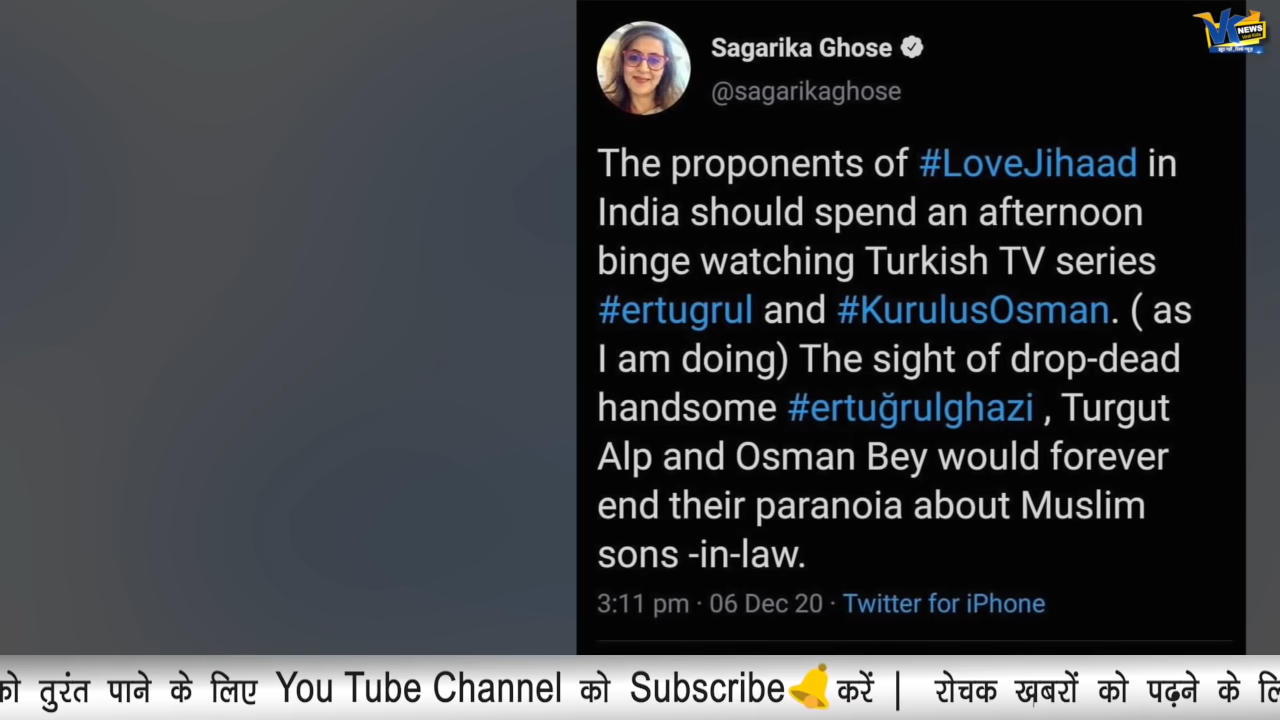 Sagarika Ghose
@sagarikaghose
The proponents of #LoveJihaad in
India should spend an afternoon
binge watching Turkish TV series
#ertugrul and #KurulusOsman. ( as
I am doing) The sight of drop-dead
handsome #ertuğrulghazi , Turgut
Alp and Osman Bey would forever
end their paranoia about Muslim
sons -in-law.
3:11 pm · 06 Dec 20 · Twitter for iPhone
NEWS
को तुरंत पाने के लिए You Tube Channel को Subscribe करें | रोचक ख़बरों को पढ़ने के लि